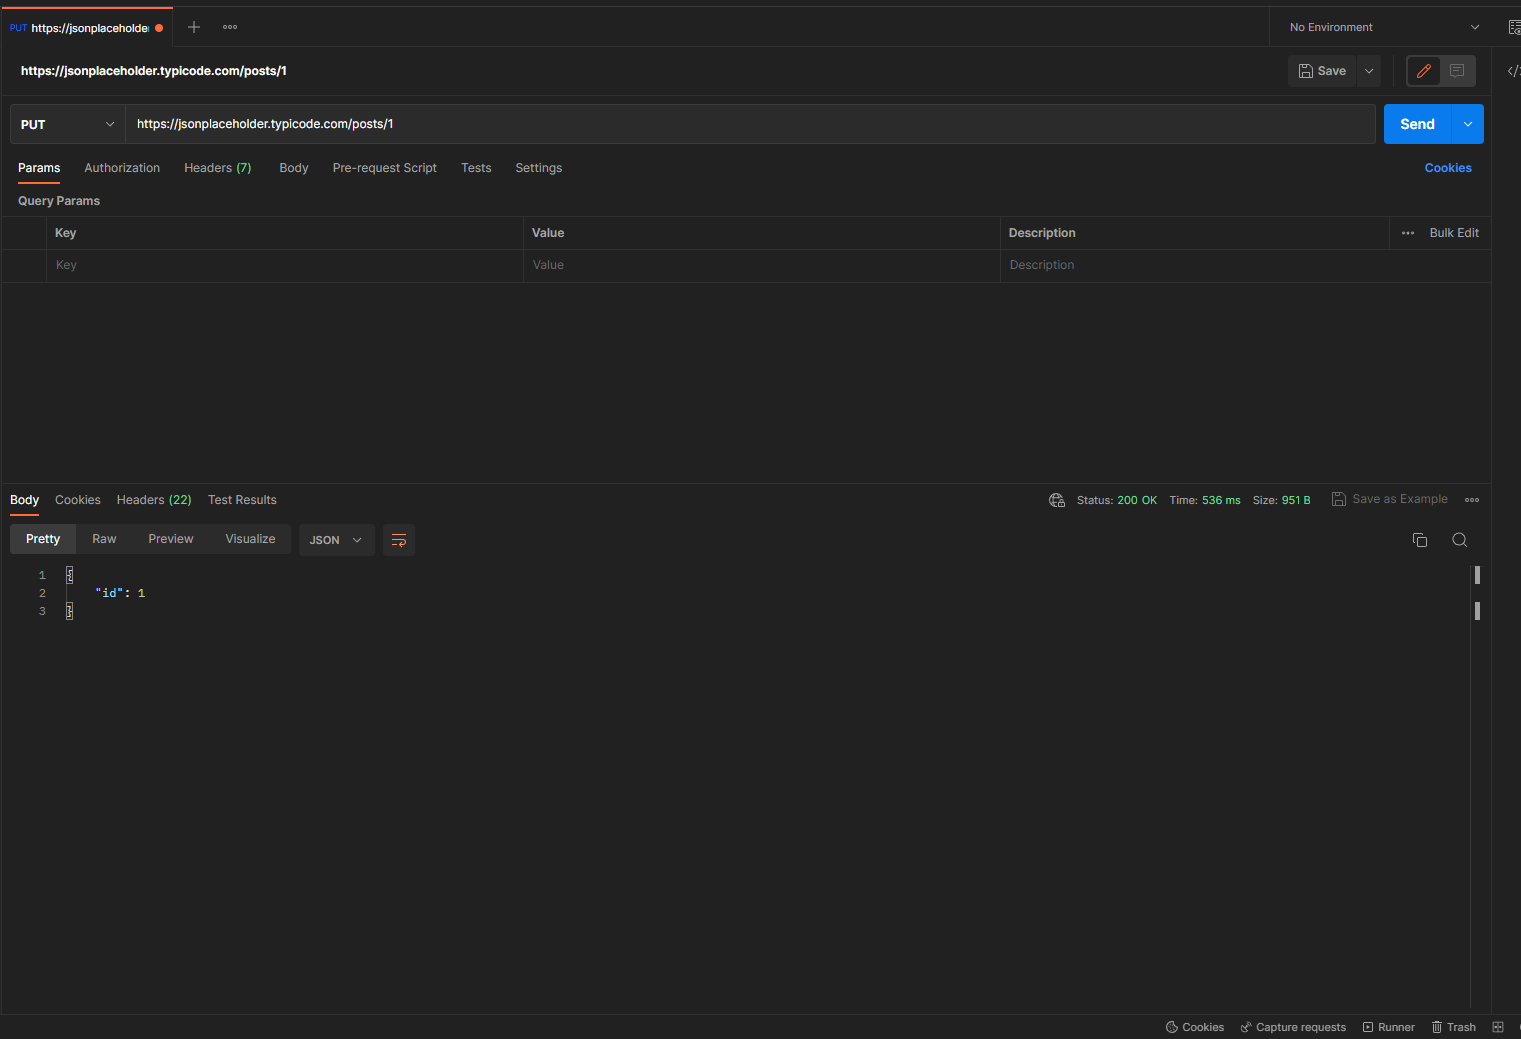 PUT https://jsonplaceholder
No Environment
https://jsonplaceholder.typicode.com/posts/1
Save
PUT
https://jsonplaceholder.typicode.com/posts/1
Send
Params Authorization Headers (7) Body Pre-request Script Tests Settings
Cookies
Query Params
Key Value Description
Bulk Edit
Key Value Description
Body Cookies Headers (22) Test Results
Status: 200 OK Time: 536 ms Size: 951 B Save as Example
Pretty Raw Preview Visualize JSON
1 {
2 "id": 1
3 }
Cookies Capture requests Runner Trash